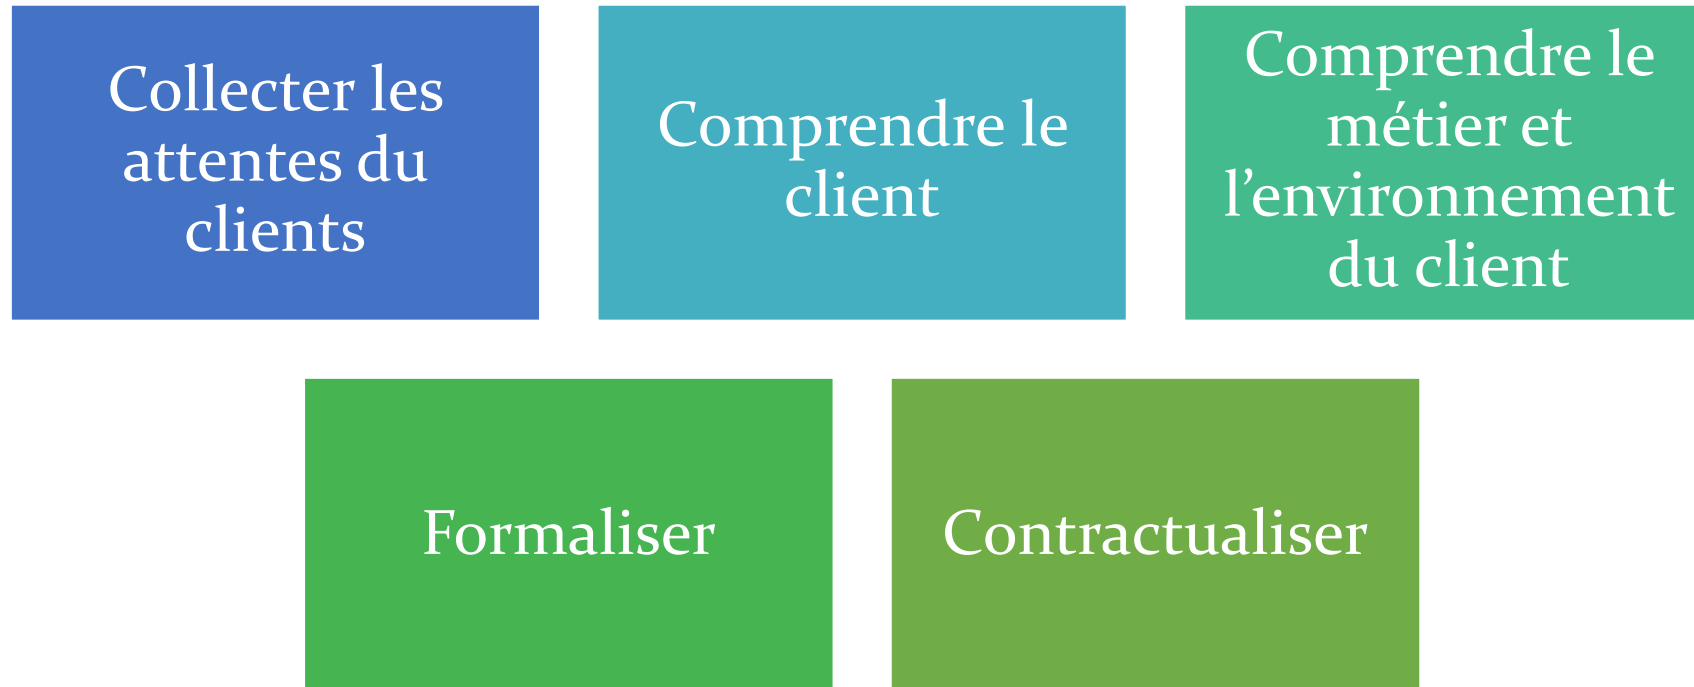 Collecter les
attentes du
clients
Comprendre le
client
Comprendre le
métier et
l’environnement
du client
Formaliser
Contractualiser